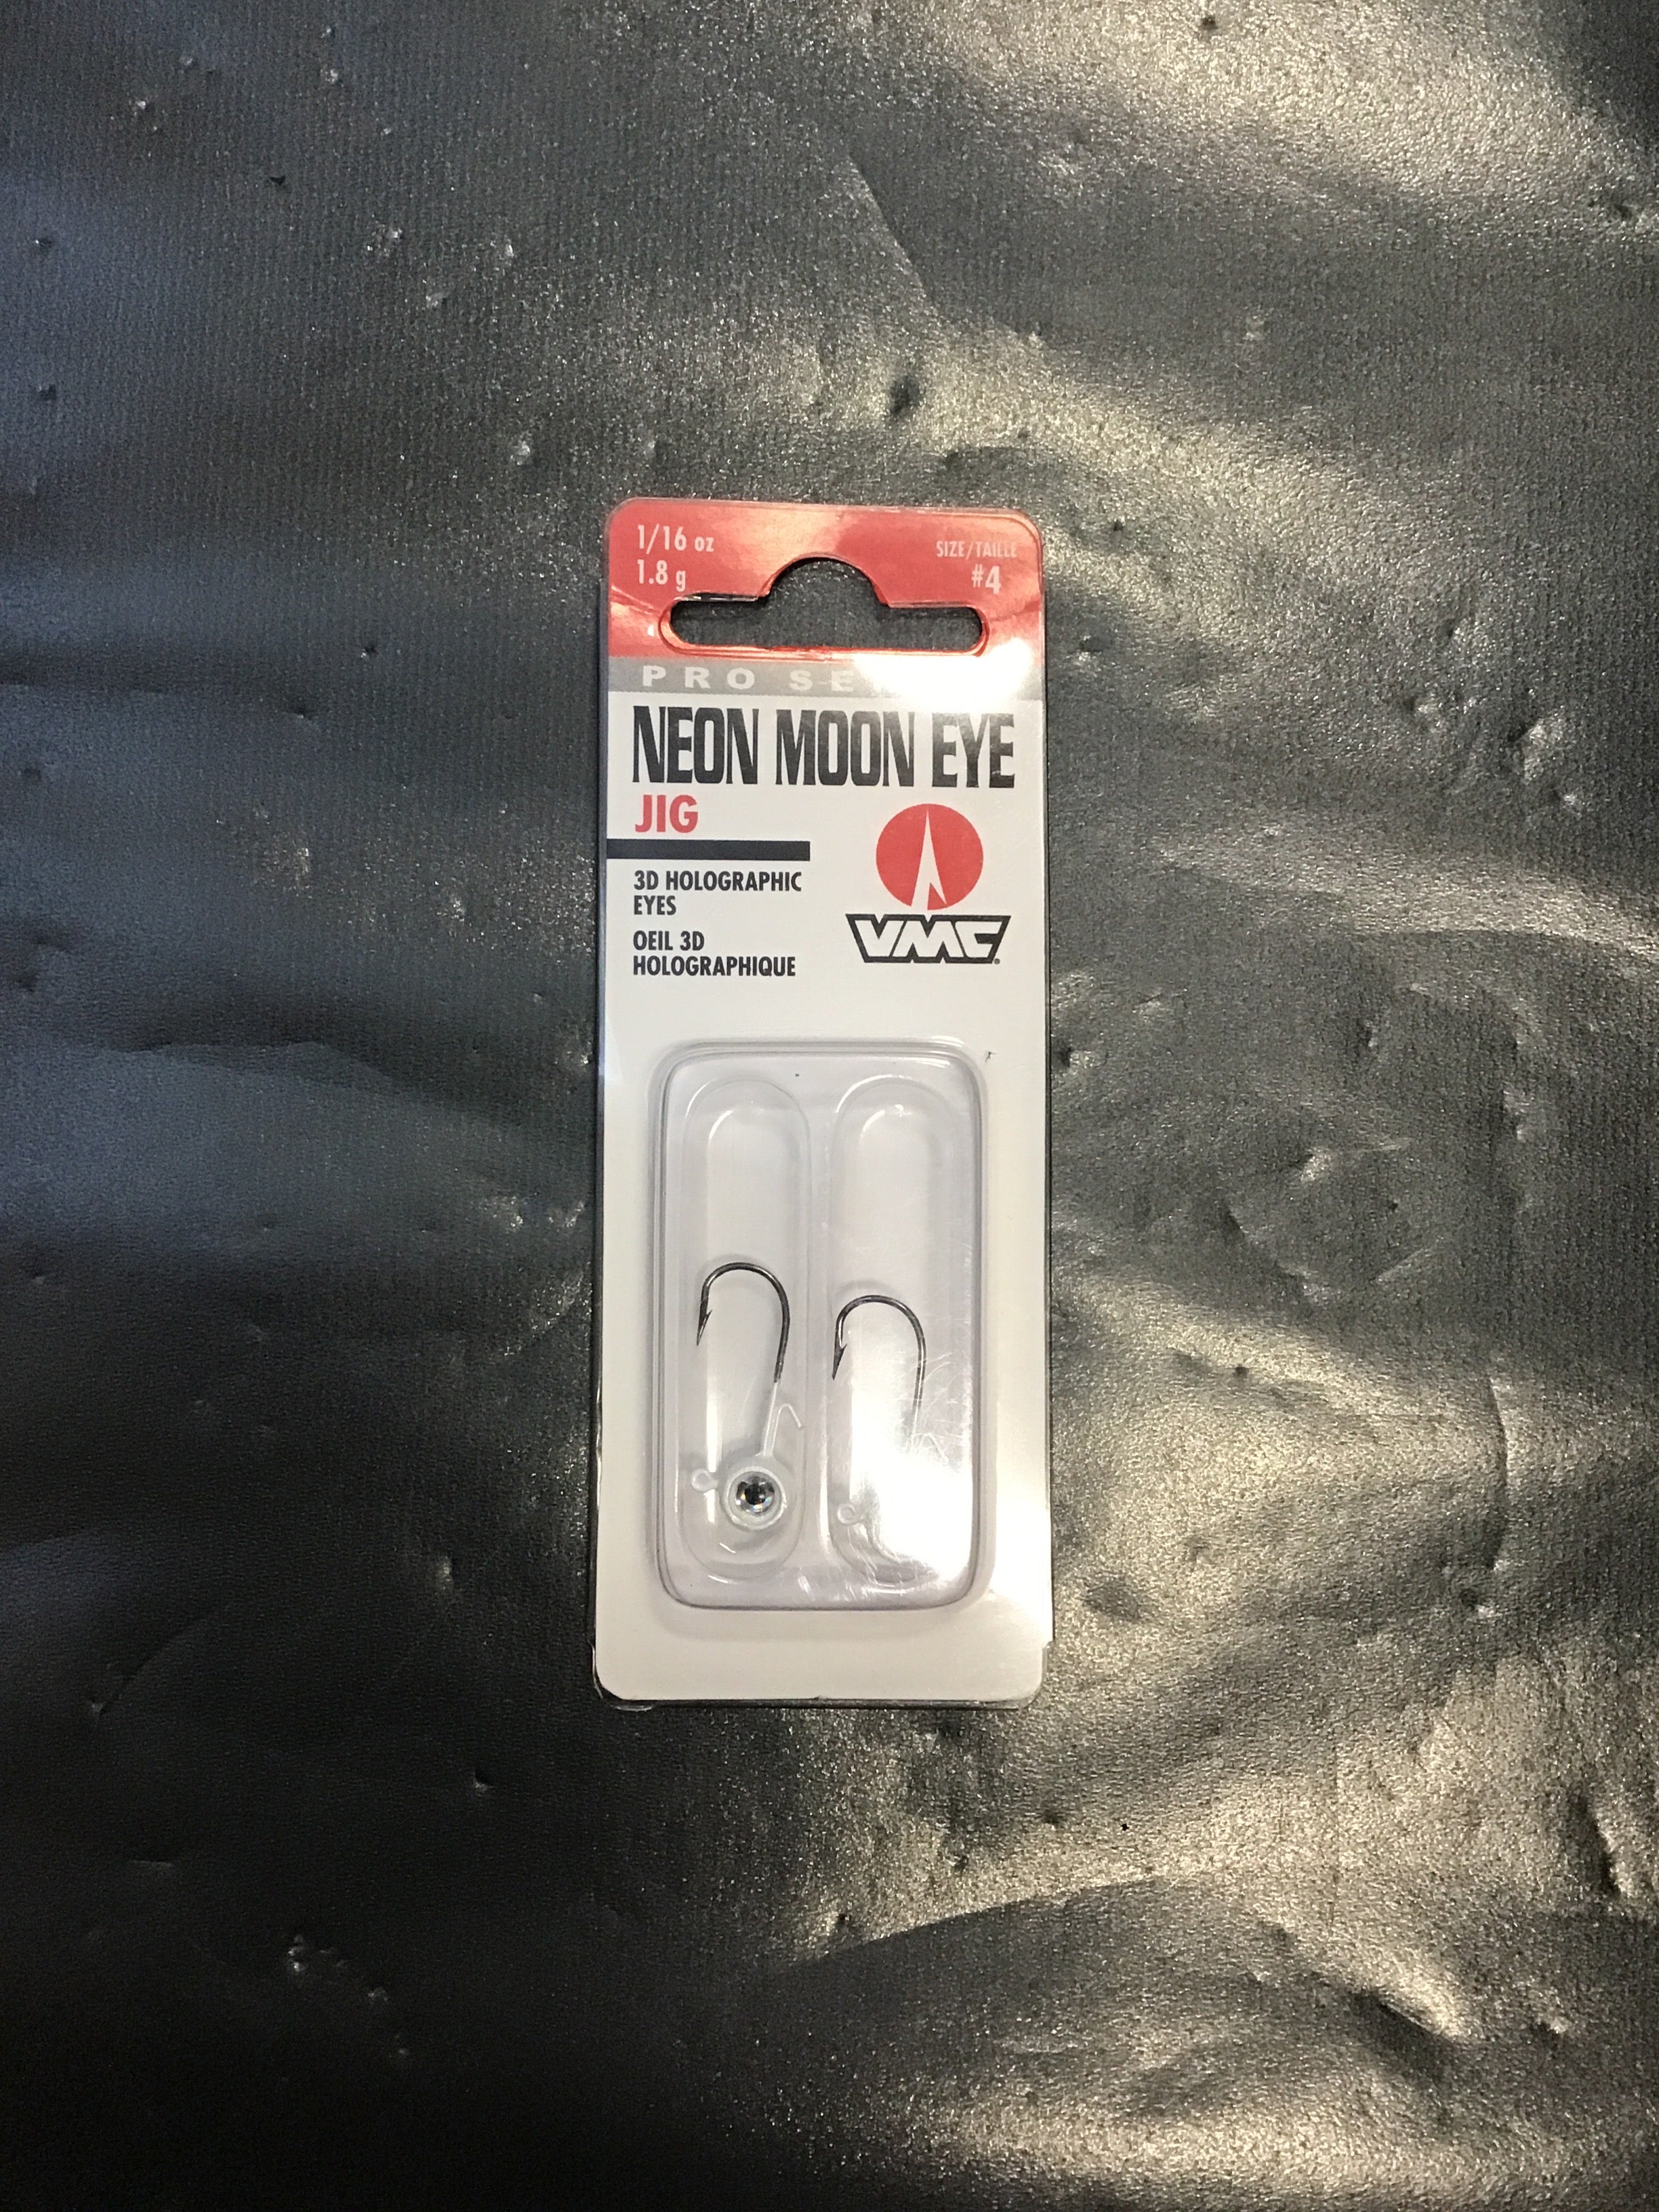 1/16 oz
1.8 g
SIZE/TAILLE
#4
PRO
NEON MOON EYE
JIG
3D HOLOGRAPHIC
EYES
OEIL 3D
HOLOGRAPHIQUE
VMC